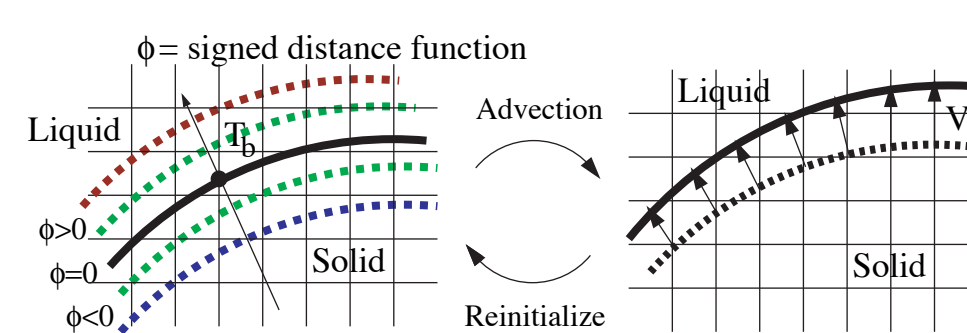 ϕ= signed distance function
Liquid
T_b
ϕ>0
ϕ=0
ϕ<0
Solid
Advection
Reinitialize
Liquid
V
Solid